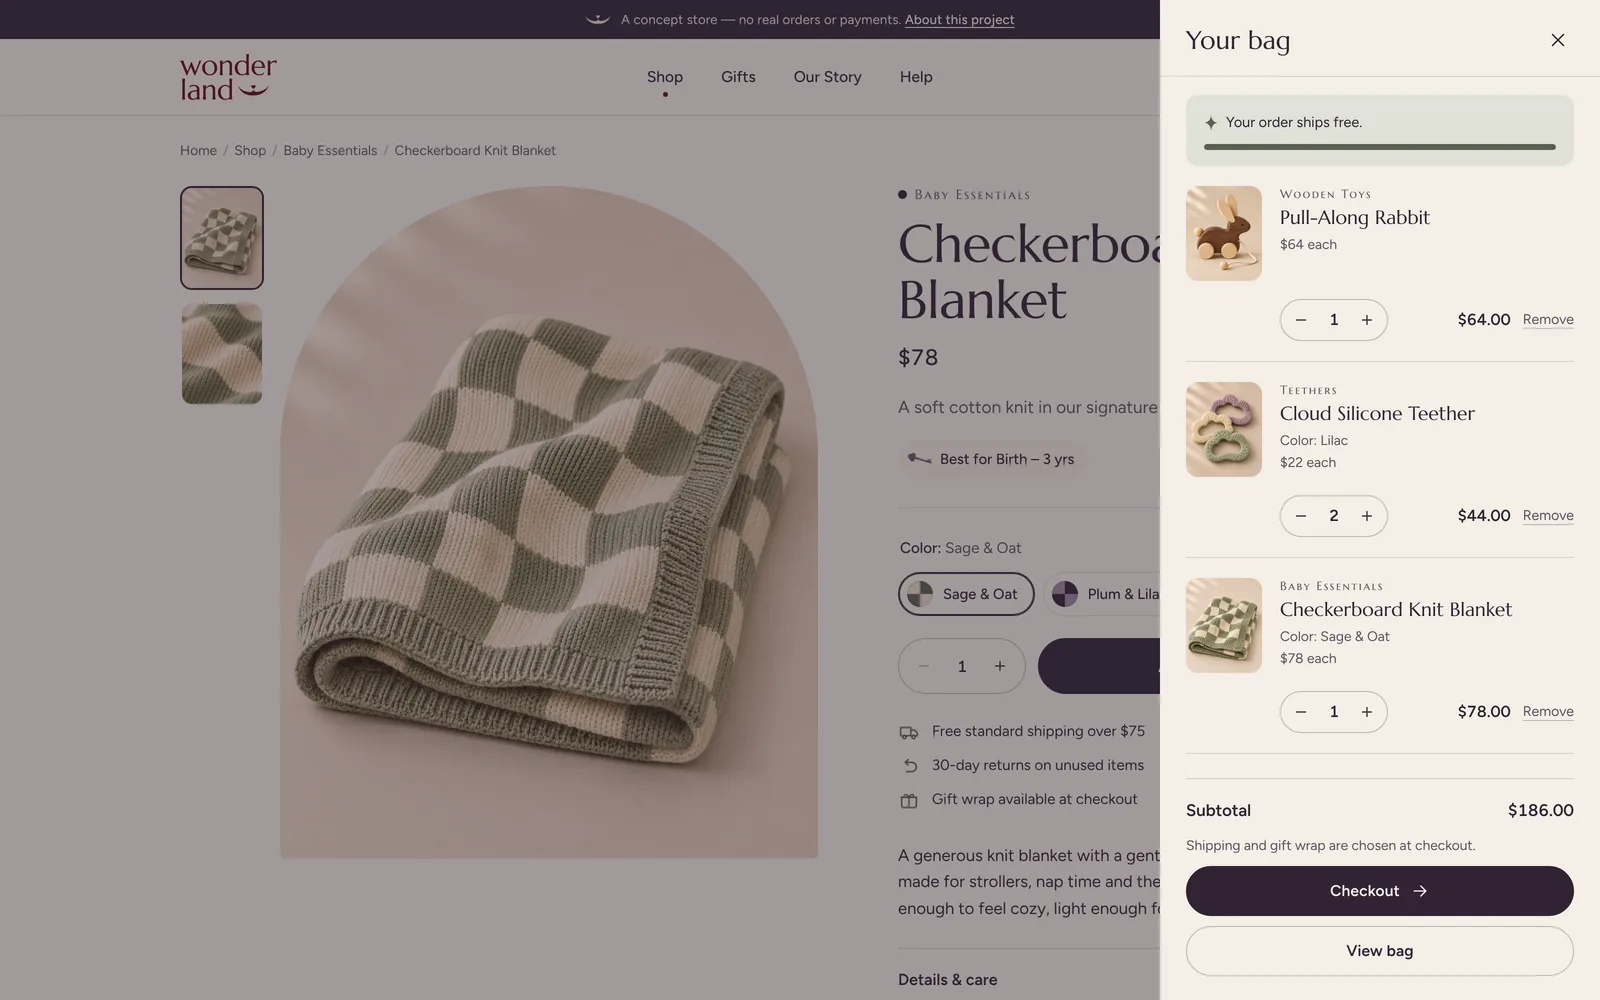 A concept store — no real orders or payments. About this project
wonder
land
Shop
Gifts
Our Story
Help
Home / Shop / Baby Essentials / Checkerboard Knit Blanket
Baby Essentials
Blanket
$78
A soft cotton knit in our signature
Best for Birth – 3 yrs
Color: Sage & Oat
Sage & Oat
Plum &
− 1 +
Free standard shipping over $75
30-day returns on unused items
Gift wrap available at checkout
A generous knit blanket with a
made for strollers, nap time and
enough to feel cozy, light enough
Details & care
Your bag
Your order ships free.
Wooden Toys
Pull-Along Rabbit
$64 each
− 1 +
$64.00
Remove
Teethers
Cloud Silicone Teether
Color: Lilac
$22 each
− 2 +
$44.00
Remove
Baby Essentials
Checkerboard Knit Blanket
Color: Sage & Oat
$78 each
− 1 +
$78.00
Remove
Subtotal
$186.00
Shipping and gift wrap are chosen at checkout.
Checkout →
View bag